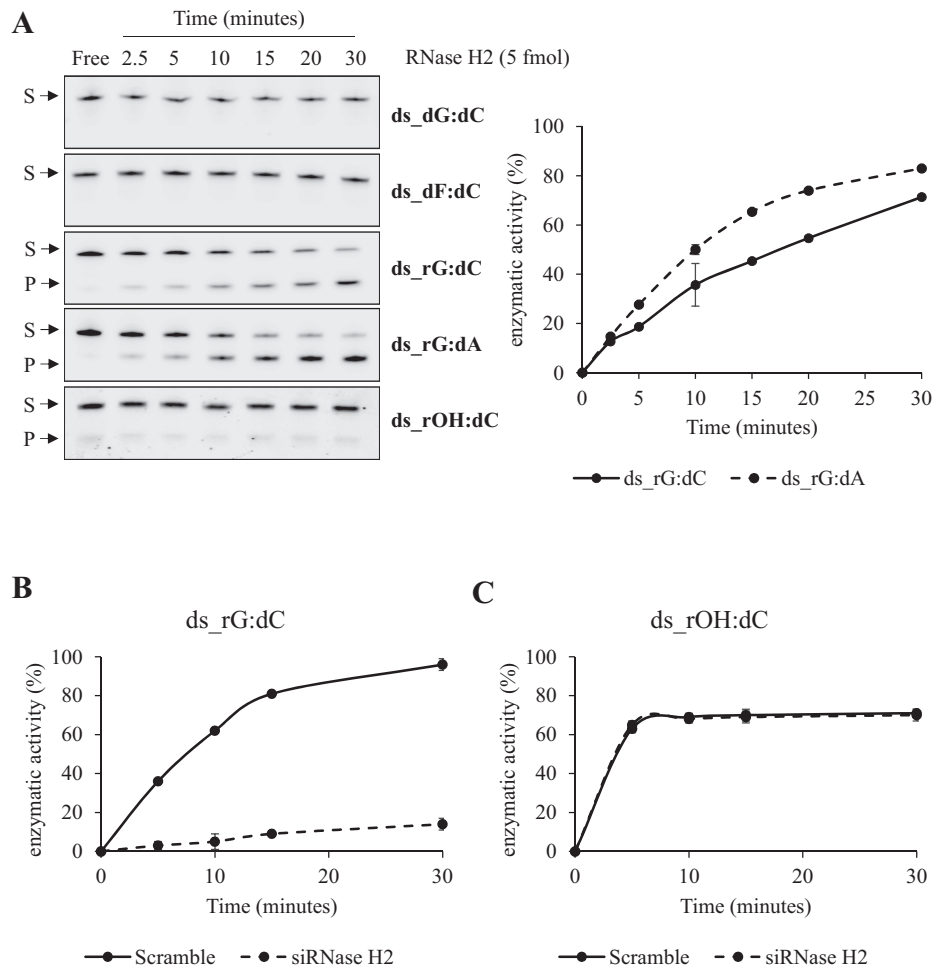 A
Time (minutes)
Free 2.5 5 10 15 20 30 RNase H2 (5 fmol)
S
ds_dG:dC
S
ds_dF:dC
S
P
ds_rG:dC
S
P
ds_rG:dA
S
P
ds_rOH:dC
enzymatic activity (%)
100
80
60
40
20
0
0 5 10 15 20 25 30
Time (minutes)
ds_rG:dC ds_rG:dA
B
ds_rG:dC
enzymatic activity (%)
100
80
60
40
20
0
0 10 20 30
Time (minutes)
Scramble siRNase H2
C
ds_rOH:dC
enzymatic activity (%)
100
80
60
40
20
0
0 10 20 30
Time (minutes)
Scramble siRNase H2